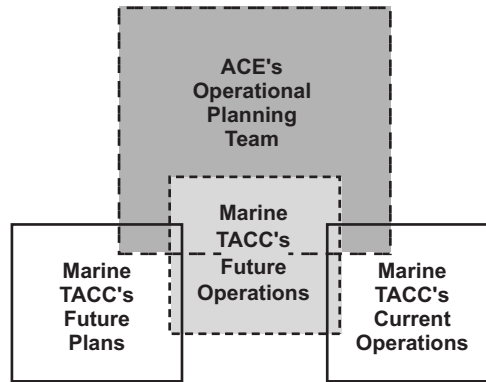 ACE's
Operational
Planning
Team
Marine
TACC's
Future
Operations
Marine
TACC's
Future
Plans
Marine
TACC's
Current
Operations